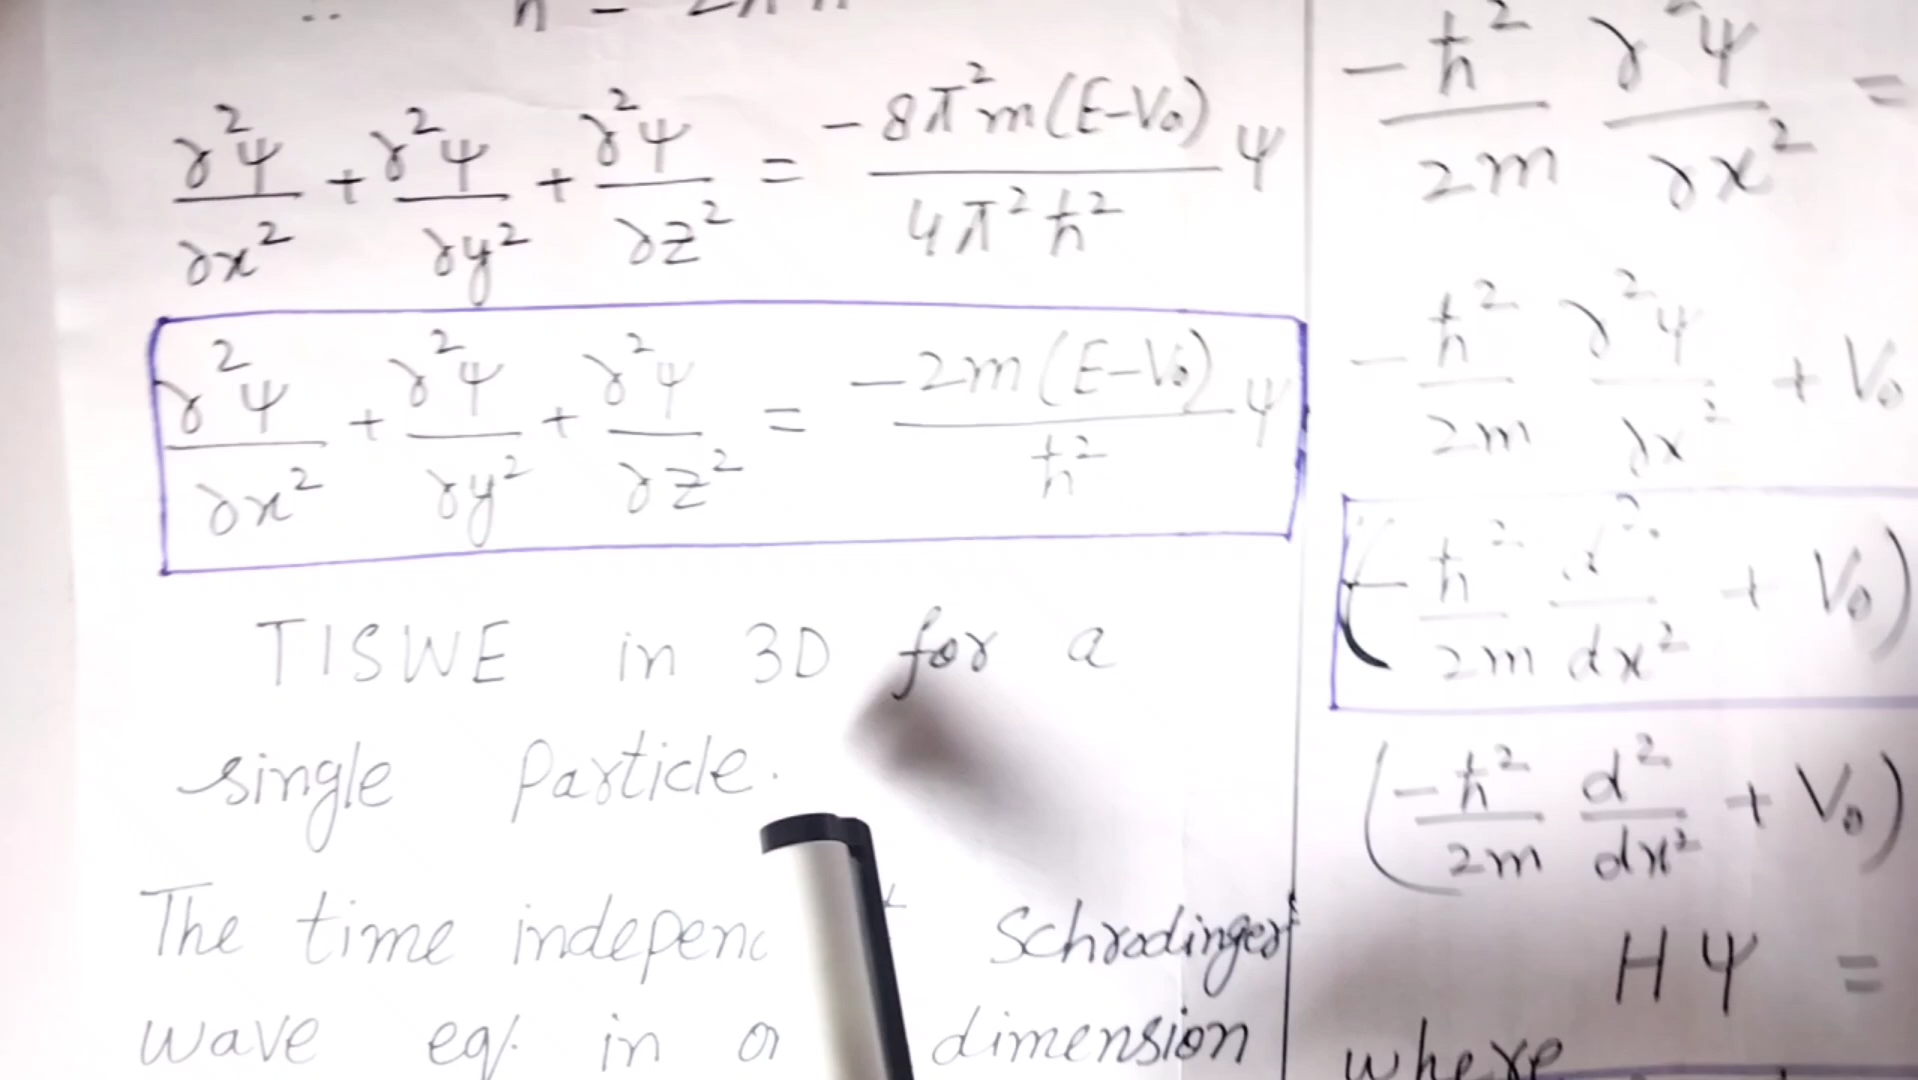 ∂²ψ/∂x² + ∂²ψ/∂y² + ∂²ψ/∂z² = -8π²m(E-V₀)/4π²ħ² ψ
∂²ψ/∂x² + ∂²ψ/∂y² + ∂²ψ/∂z² = -2m(E-V₀)/ħ² ψ
TISWE in 3D for a
single Particle.
The time
Schrodinger
wave eq/. in
dimension
-ħ²/2m ∂²ψ/∂x² =
-ħ²/2m ∂²ψ/∂x² + V₀
(-ħ²/2m d²/dx² + V₀)
(-ħ²/2m d²/dx² + V₀)
Hψ =
where